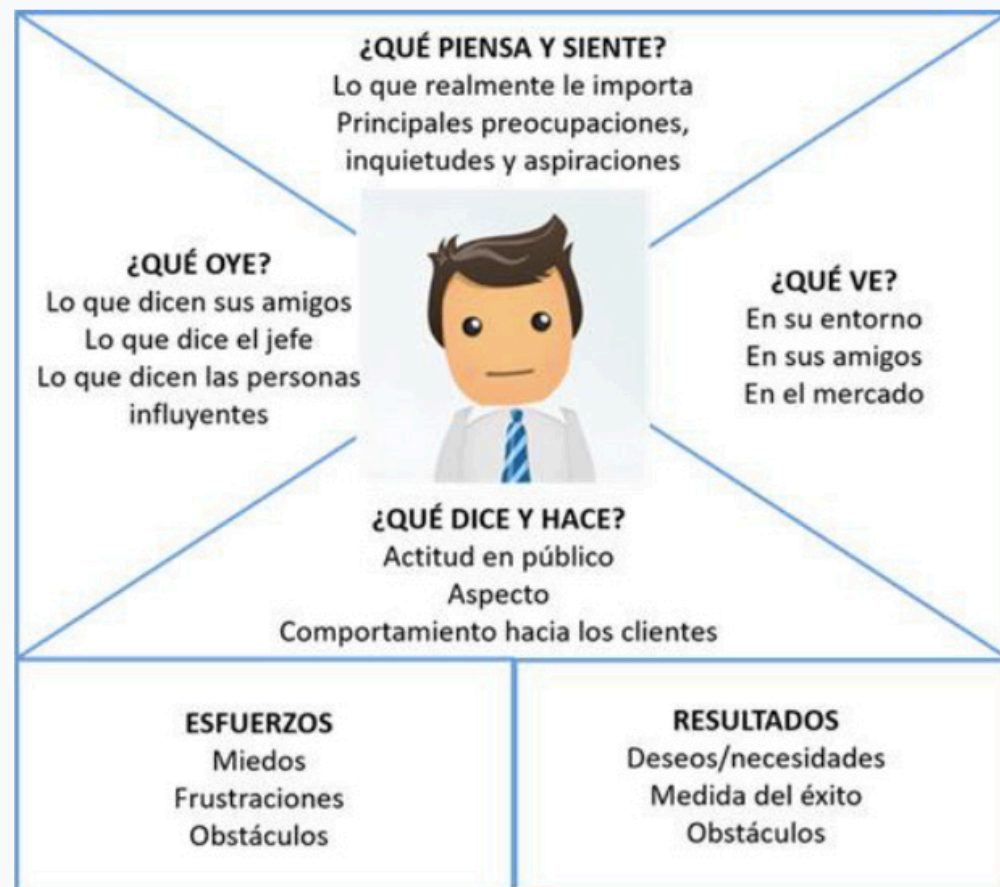 ¿QUÉ PIENSA Y SIENTE?
Lo que realmente le importa
Principales preocupaciones,
inquietudes y aspiraciones
¿QUÉ OYE?
Lo que dicen sus amigos
Lo que dice el jefe
Lo que dicen las personas
influyentes
¿QUÉ VE?
En su entorno
En sus amigos
En el mercado
¿QUÉ DICE Y HACE?
Actitud en público
Aspecto
Comportamiento hacia los clientes
ESFUERZOS
Miedos
Frustraciones
Obstáculos
RESULTADOS
Deseos/necesidades
Medida del éxito
Obstáculos